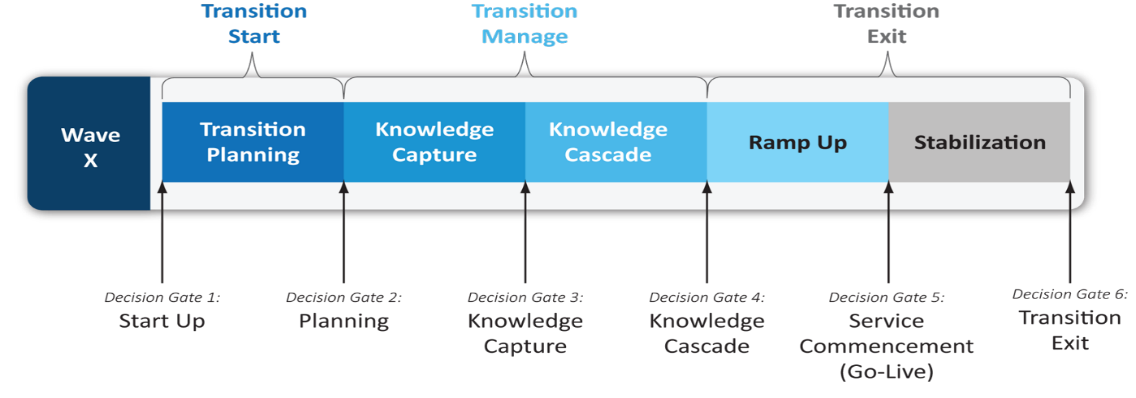 Transition
Start
Transition
Manage
Transition
Exit
Wave
X
Transition
Planning
Knowledge
Capture
Knowledge
Cascade
Ramp Up
Stabilization
Decision Gate 1:
Start Up
Decision Gate 2:
Planning
Decision Gate 3:
Knowledge
Capture
Decision Gate 4:
Knowledge
Cascade
Decision Gate 5:
Service
Commencement
(Go-Live)
Decision Gate 6:
Transition
Exit